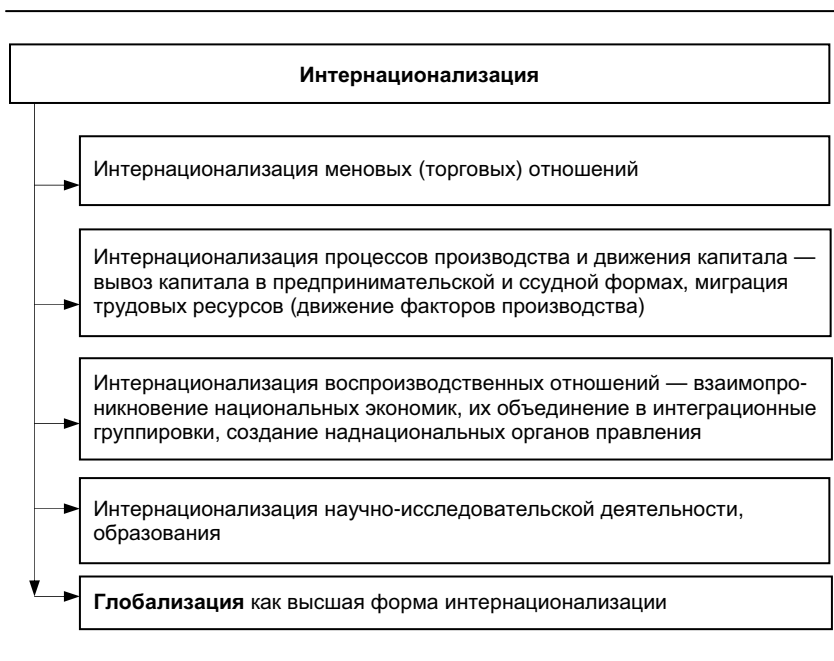 Интернационализация
Интернационализация меновых (торговых) отношений
Интернационализация процессов производства и движения капитала —
вывоз капитала в предпринимательской и ссудной формах, миграция
трудовых ресурсов (движение факторов производства)
Интернационализация воспроизводственных отношений — взаимопро-
никновение национальных экономик, их объединение в интеграционные
группировки, создание наднациональных органов правления
Интернационализация научно-исследовательской деятельности,
образования
Глобализация как высшая форма интернационализации